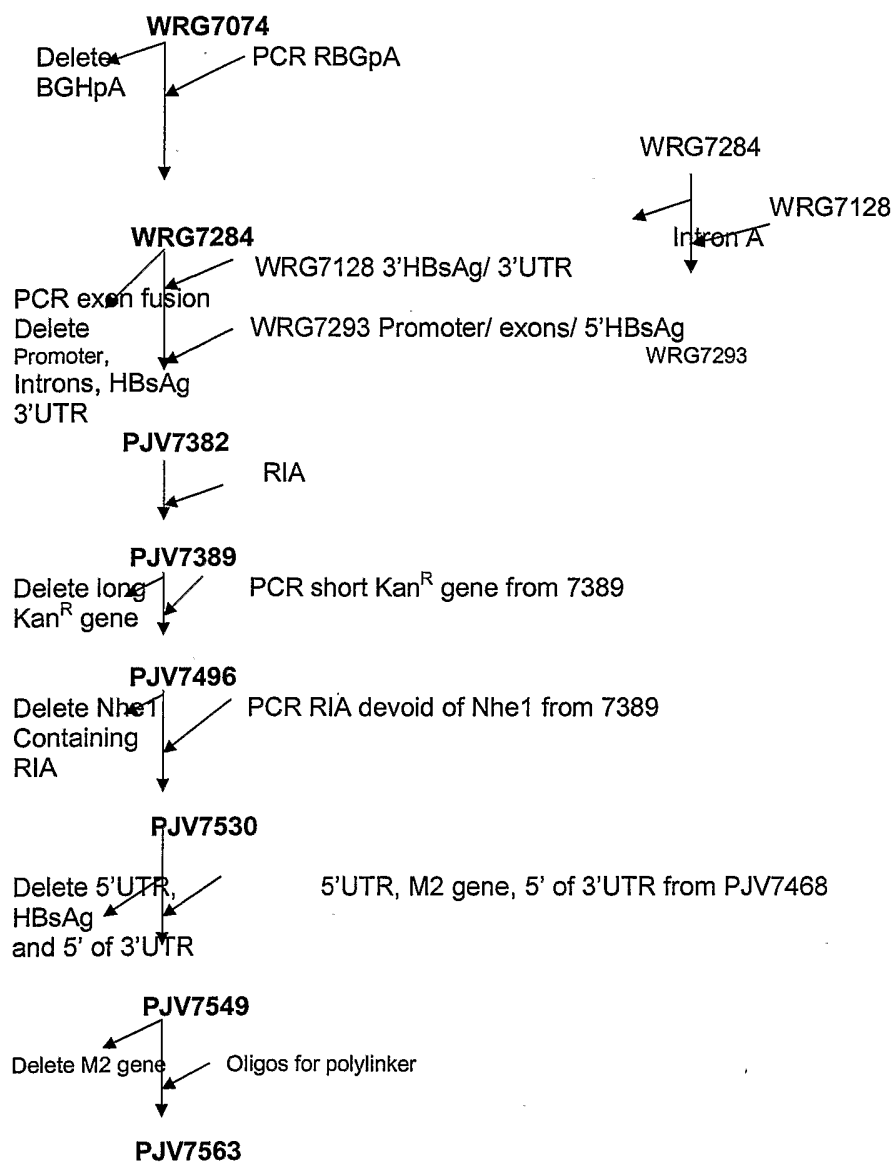 WRG7074
Delete
BGHpA
PCR RBGpA
WRG7284
WRG7128
Intron A
WRG7293
WRG7284
WRG7128 3'HBsAg/ 3'UTR
PCR exon fusion
Delete
Promoter,
Introns, HBsAg
3'UTR
WRG7293 Promoter/ exons/ 5'HBsAg
PJV7382
RIA
PJV7389
Delete long
Kan^R gene
PCR short Kan^R gene from 7389
PJV7496
Delete Nhe1
Containing
RIA
PCR RIA devoid of Nhe1 from 7389
PJV7530
Delete 5'UTR,
HBsAg
and 5' of 3'UTR
5'UTR, M2 gene, 5' of 3'UTR from PJV7468
PJV7549
Delete M2 gene
Oligos for polylinker
PJV7563